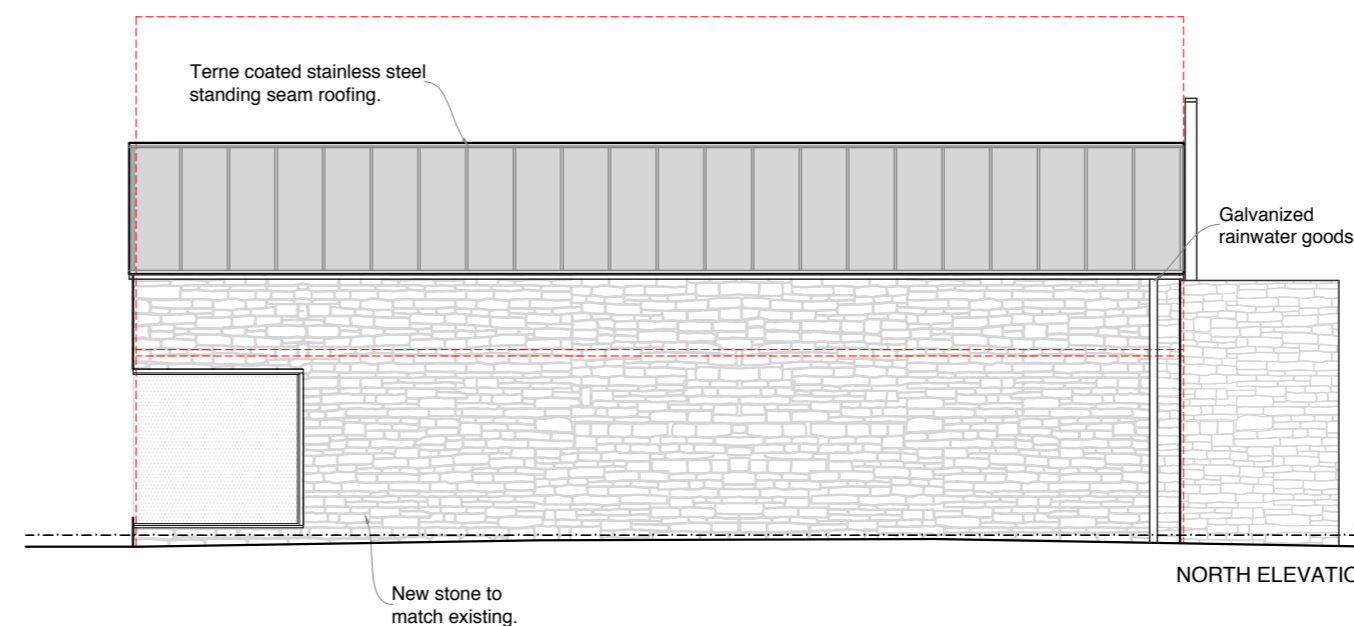 Terne coated stainless steel
standing seam roofing.
Galvanized
rainwater goods
New stone to
match existing.
NORTH ELEVATIO